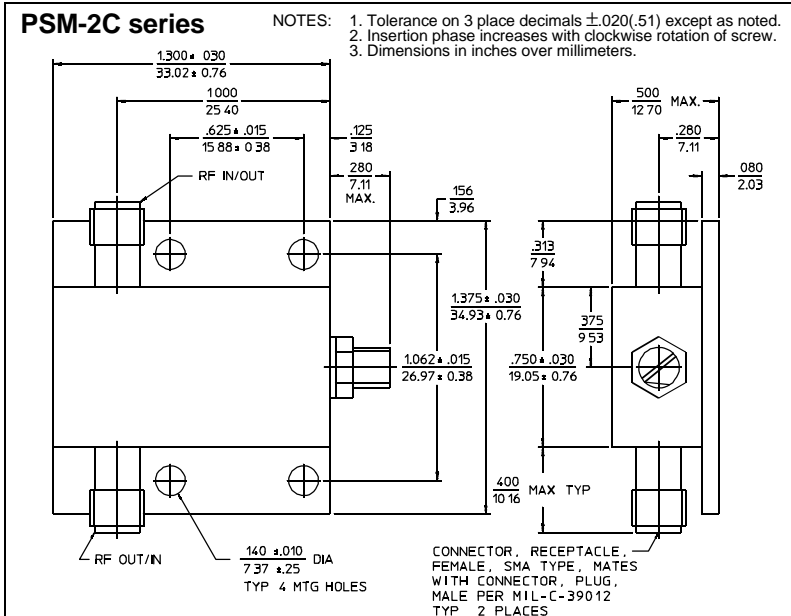 PSM-2C series
NOTES: 1. Tolerance on 3 place decimals ±.020(.51) except as noted.
2. Insertion phase increases with clockwise rotation of screw.
3. Dimensions in inches over millimeters.
1.300 ± 030
33.02 ± 0.76
1000
25 40
.625 ± .015
15 88 ± 0 38
.125
3 18
280
7.11
MAX.
RF IN/OUT
156
3.96
1.375 ± .030
34.93 ± 0.76
1.062 ± .015
26.97 ± 0.38
RF OUT/IN
140 ±.010 DIA
7 37 ±.25
TYP 4 MTG HOLES
500 MAX.
12 70
.280
7.11
080
2.03
.313
7 94
375
9 53
.750 ± .030
19.05 ± 0.76
400 MAX TYP
10 16
CONNECTOR, RECEPTACLE,
FEMALE, SMA TYPE, MATES
WITH CONNECTOR, PLUG,
MALE PER MIL-C-39012
TYP 2 PLACES